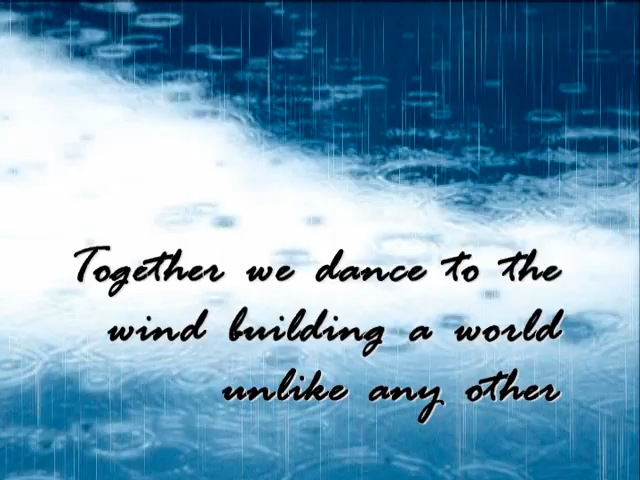 Together we dance to the
wind building a world
unlike any other